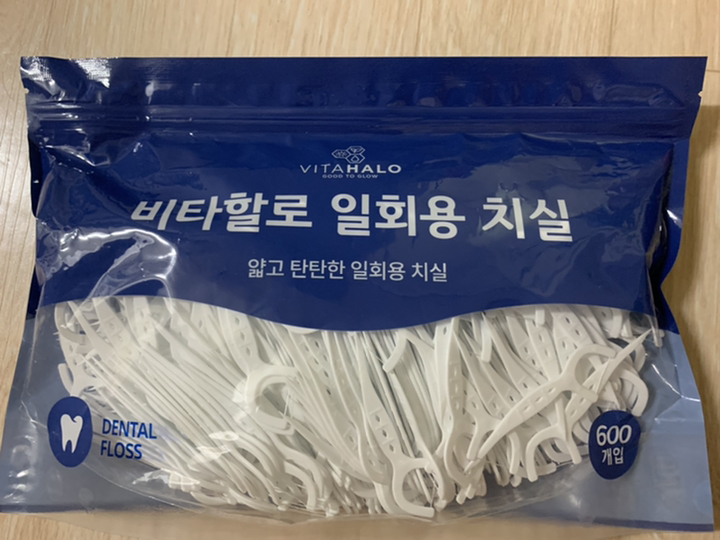 VITAHALO
GOOD TO GLOW
비타할로 일회용 치실
얇고 탄탄한 일회용 치실
DENTAL
FLOSS
600
개입